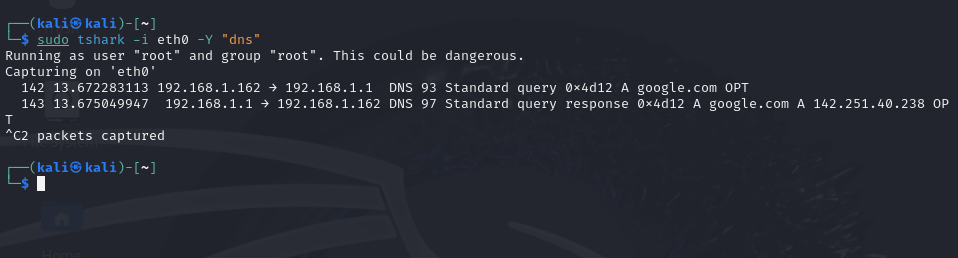 ┌──(kali㉿kali)-[~]
└─$ sudo tshark -i eth0 -Y "dns"
Running as user "root" and group "root". This could be dangerous.
Capturing on 'eth0'
  142 13.672283113 192.168.1.162 → 192.168.1.1  DNS 93 Standard query 0×4d12 A google.com OPT
  143 13.675049947  192.168.1.1 → 192.168.1.162 DNS 97 Standard query response 0×4d12 A google.com A 142.251.40.238 OP
T
^C2 packets captured
┌──(kali㉿kali)-[~]
└─$
Home